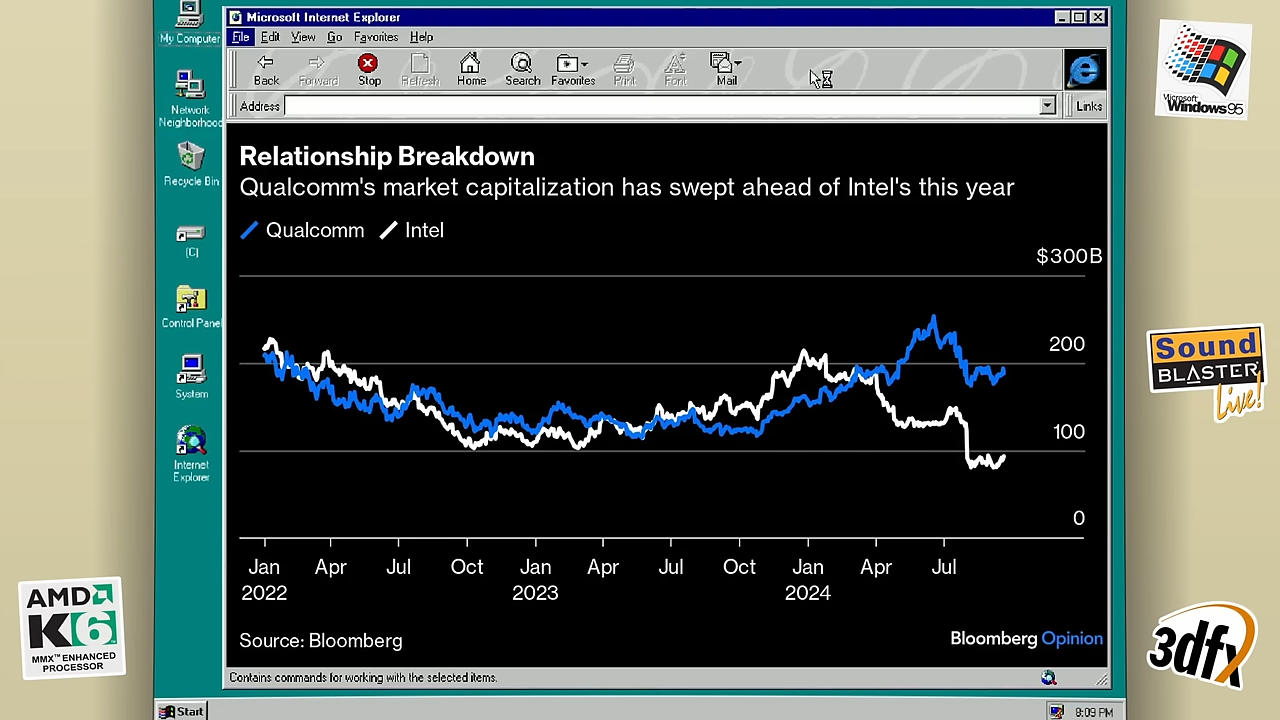 My Computer
Network
Neighborhood
Recycle Bin
(C)
Control Panel
System
Internet
Explorer
Microsoft Internet Explorer
File Edit View Go Favorites Help
Back Forward Stop Refresh Home Search Favorites Print Font Mail
Address
Links
Relationship Breakdown
Qualcomm's market capitalization has swept ahead of Intel's this year
Qualcomm Intel
$300B
200
100
0
Jan Apr Jul Oct Jan Apr Jul Oct Jan Apr Jul
2022 2023 2024
Source: Bloomberg
Bloomberg Opinion
Contains commands for working with the selected items.
Start
8:09 PM
Microsoft
Windows 95
Sound
BLASTER
Live!
AMD
K6
MMX™ ENHANCED
PROCESSOR
3dfx